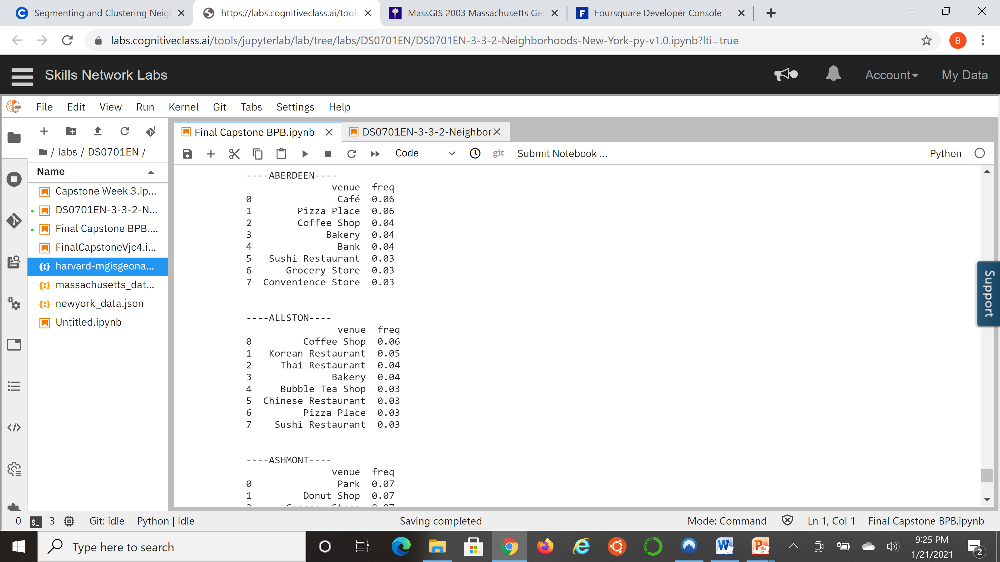 Segmenting and Clustering Neigl
https://labs.cognitiveclass.ai/tools
MassGIS 2003 Massachusetts Geo
Foursquare Developer Console
labs.cognitiveclass.ai/tools/jupyterlab/lab/tree/labs/DS0701EN/DS0701EN-3-3-2-Neighborhoods-New-York-py-v1.0.ipynb?lti=true
B
Skills Network Labs
Account
My Data
File Edit View Run Kernel Git Tabs Settings Help
Final Capstone BPB.ipynb
DS0701EN-3-3-2-Neighbor
/ labs / DS0701EN /
Code
git
Submit Notebook ...
Python
Name
Capstone Week 3.ip...
DS0701EN-3-3-2-N...
Final Capstone BPB....
FinalCapstoneVjc4.i...
harvard-mgisgeona...
massachusetts_dat...
newyork_data.json
Untitled.ipynb
----ABERDEEN----
venue freq
0 Café 0.06
1 Pizza Place 0.06
2 Coffee Shop 0.04
3 Bakery 0.04
4 Bank 0.04
5 Sushi Restaurant 0.03
6 Grocery Store 0.03
7 Convenience Store 0.03
----ALLSTON----
venue freq
0 Coffee Shop 0.06
1 Korean Restaurant 0.05
2 Thai Restaurant 0.04
3 Bakery 0.04
4 Bubble Tea Shop 0.03
5 Chinese Restaurant 0.03
6 Pizza Place 0.03
7 Sushi Restaurant 0.03
----ASHMONT----
venue freq
0 Park 0.07
1 Donut Shop 0.07
2 Grocery Store 0.07
Support
0 $_ 3 Git: idle Python | Idle Saving completed Mode: Command Ln 1, Col 1 Final Capstone BPB.ipynb
Type here to search
9:25 PM
1/21/2021
2